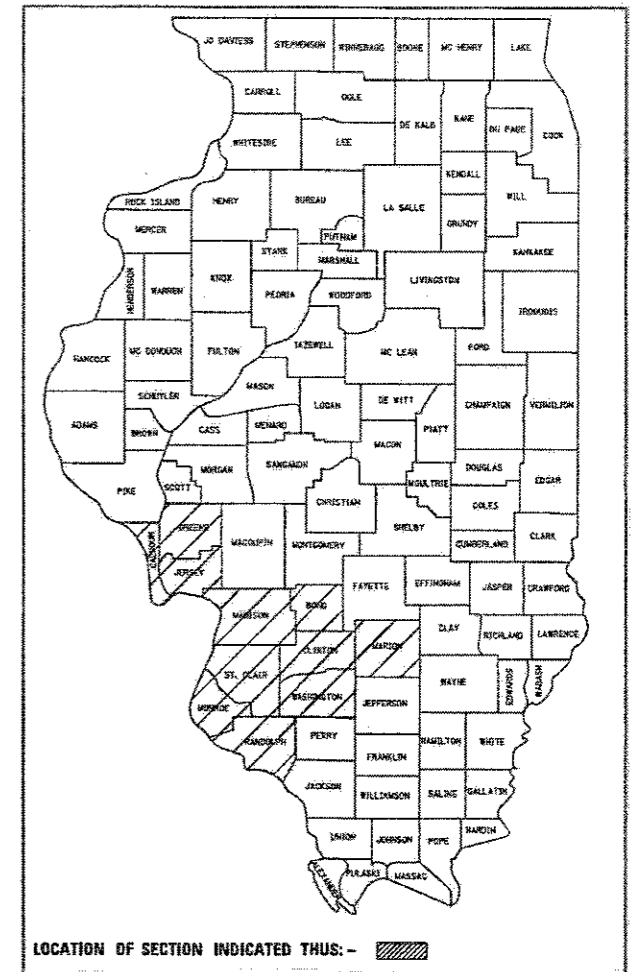 JO DAVIESS STEPHENSON WINNEBAGO BOONE MC HENRY LAKE
CARROLL OGLE
DE KALB KANE DU PAGE COOK
WHITESIDE LEE
KENDALL WILL
ROCK ISLAND HENRY BUREAU LA SALLE
MERCER GRUNDY
PUTNAM
STARK MARSHALL KANKAKEE
HENDERSON WARREN KNOX LIVINGSTON
PEORIA WOODFORD IROQUOIS
TAZEWELL FORD
HANCOCK MC DONOUGH FULTON MC LEAN
MASON
SCHUYLER LOGAN DE WITT CHAMPAIGN VERMILION
ADAMS BROWN CASS MENARD MACON PIATT
MORGAN SANGAMON DOUGLAS
PIKE SCOTT CHRISTIAN MOULTRIE EDGAR
COLES
GREENE MACOUPIN MONTGOMERY SHELBY CUMBERLAND CLARK
CALHOUN JERSEY
FAYETTE EFFINGHAM JASPER CRAWFORD
MADISON BOND
CLAY RICHLAND LAWRENCE
CLINTON MARION
ST. CLAIR WAYNE EDWARDS WABASH
WASHINGTON
MONROE JEFFERSON
RANDOLPH PERRY HAMILTON WHITE
FRANKLIN
JACKSON WILLIAMSON SALINE GALLATIN
UNION JOHNSON POPE HARDIN
ALEXANDER PULASKI MASSAC
LOCATION OF SECTION INDICATED THUS: -